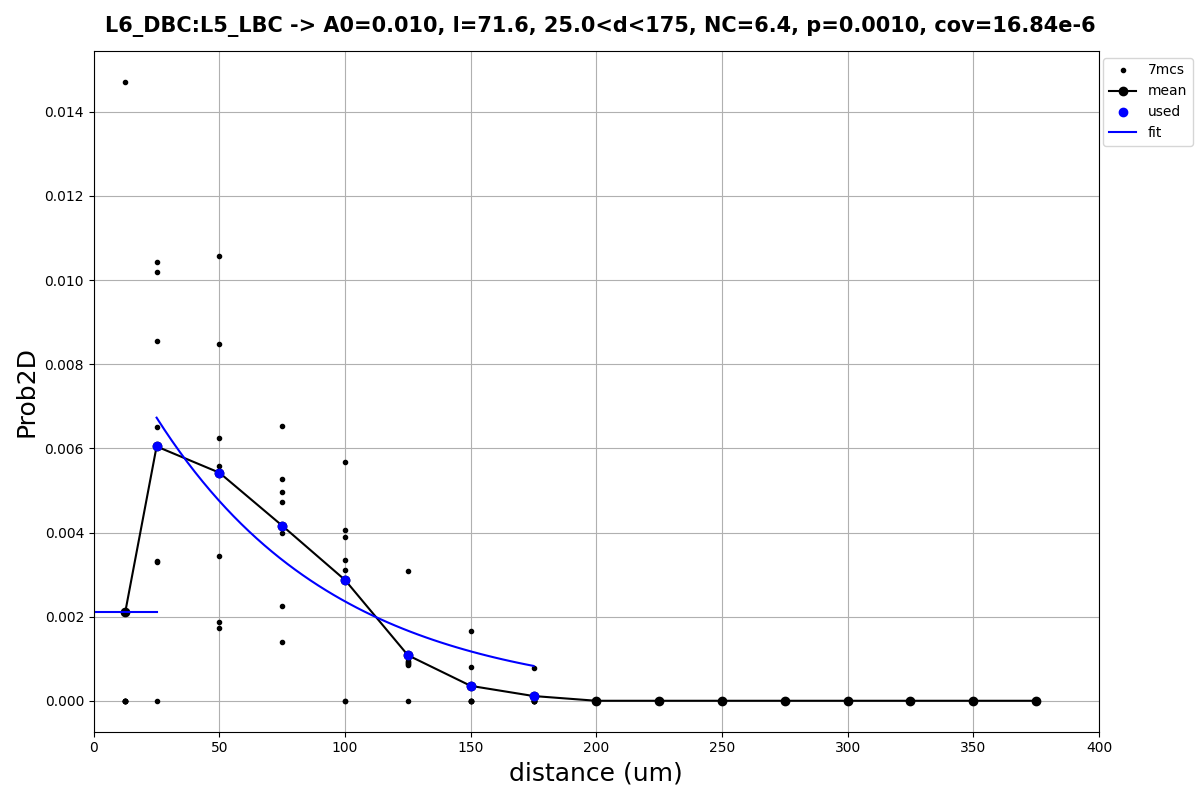 L6_DBC:L5_LBC -> A0=0.010, l=71.6, 25.0<d<175, NC=6.4, p=0.0010, cov=16.84e-6
7mcs
mean
used
fit
Prob2D
0.014
0.012
0.010
0.008
0.006
0.004
0.002
0.000
0 50 100 150 200 250 300 350 400
distance (um)